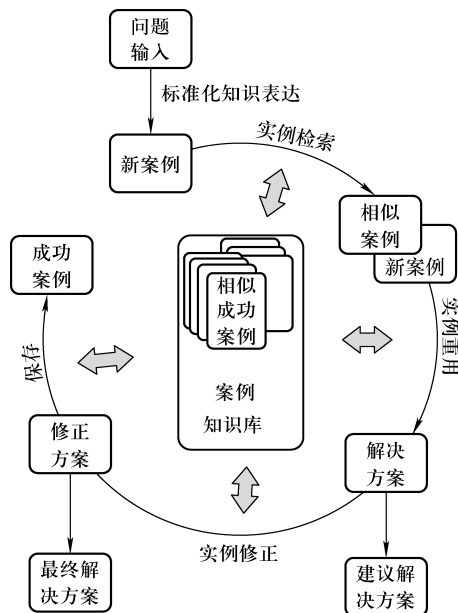 问题
输入
标准化知识表达
新案例
实例检索
相似
案例
新案例
成功
案例
相似
成功
案例
实例重用
保存
案例
知识库
修正
方案
解决
方案
实例修正
最终解
决方案
建议解
决方案